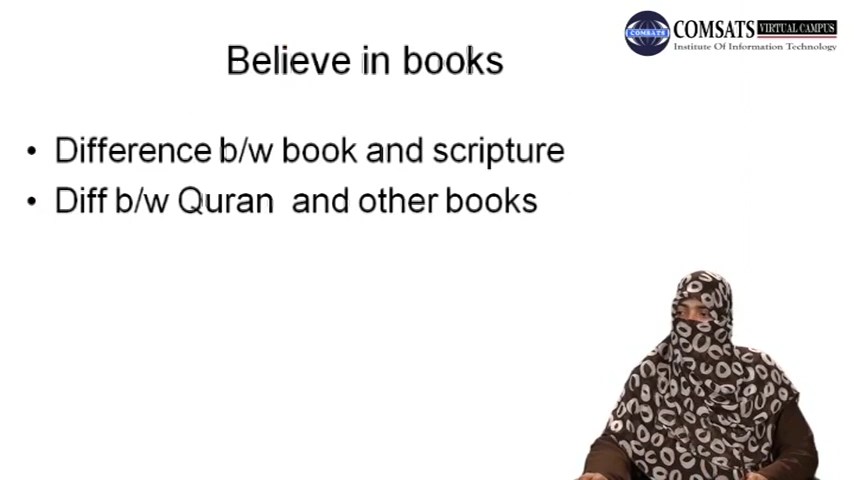 COMSATS VIRTUAL CAMPUS
COMSATS
Institute Of Information Technology
Believe in books
• Difference b/w book and scripture
• Diff b/w Quran and other books